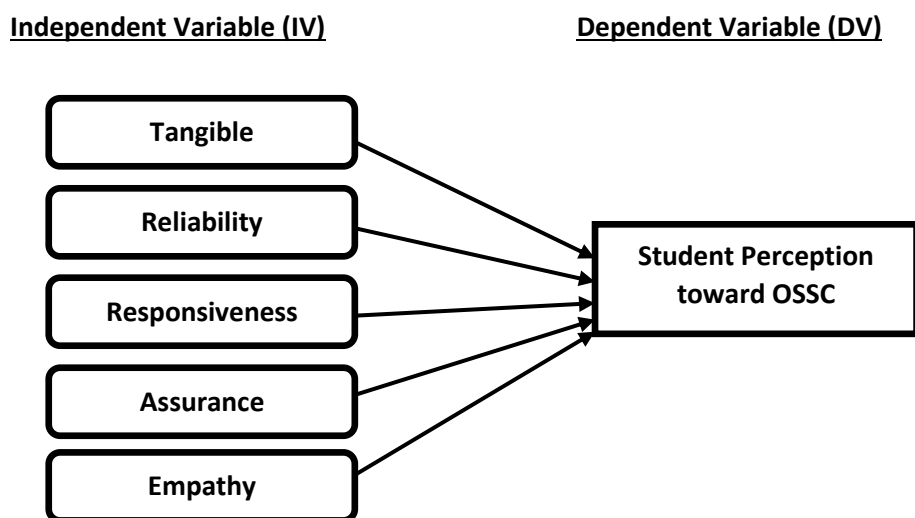 Independent Variable (IV)
Dependent Variable (DV)
Tangible
Reliability
Responsiveness
Assurance
Empathy
Student Perception
toward OSSC